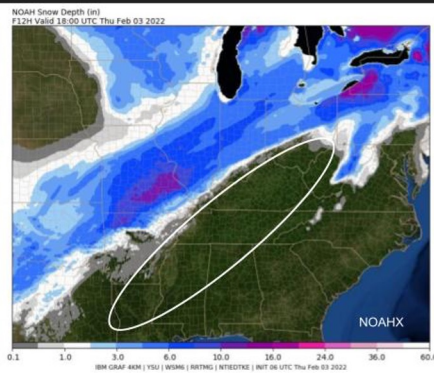 NOAH Snow Depth (in)
F12H Valid 18:00 UTC Thu Feb 03 2022
NOAHX
0.1 1.0 3.0 6.0 10.0 16.0 24.0 36.0 60.0
IBM GRAF 4KM | YSU | WSM6 | RRTMG | NTIEDTKE | INIT 06 UTC Thu Feb 03 2022